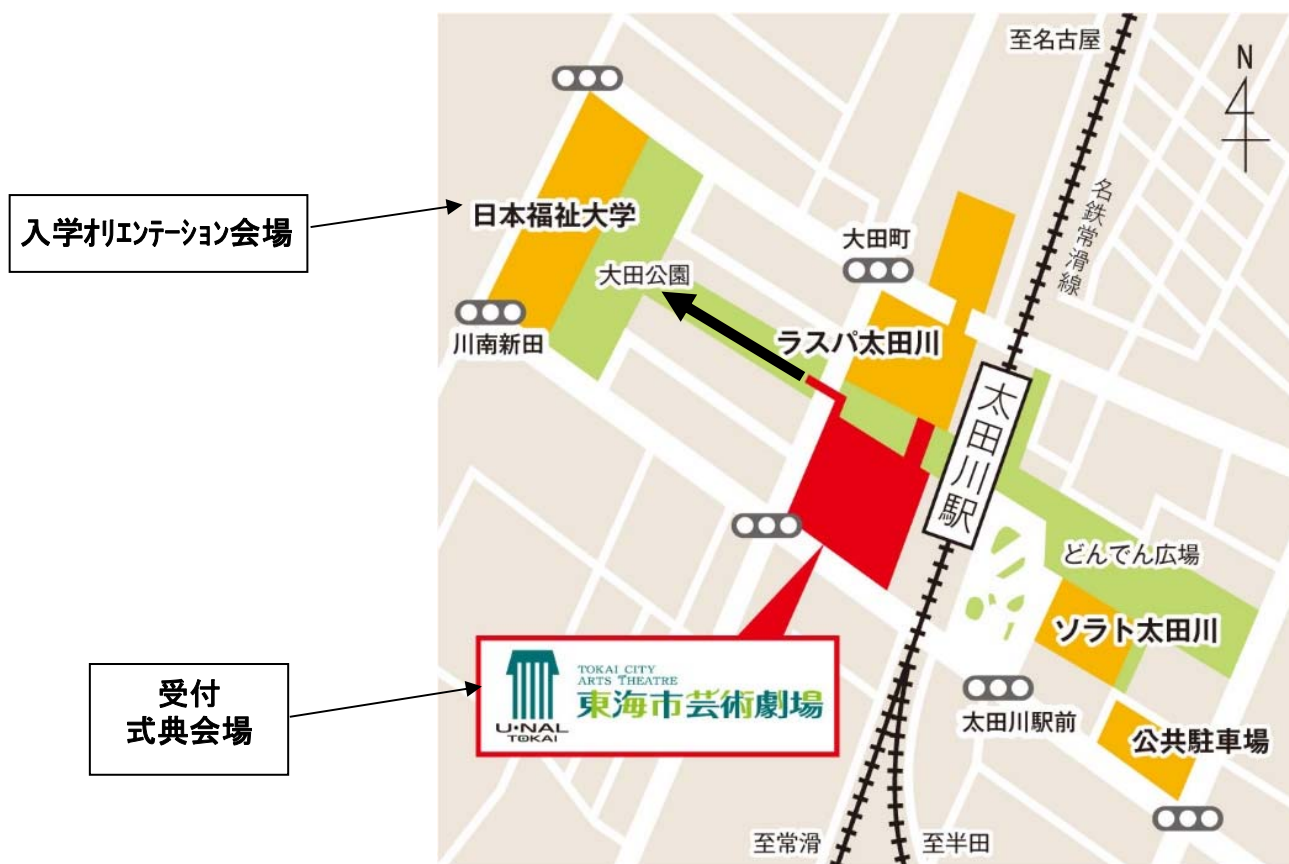 至名古屋
N
名鉄常滑線
入学オリエンテーション会場
日本福祉大学
大田町
大田公園
川南新田
ラスパ太田川
太田川駅
どんでん広場
ソラト太田川
受付
式典会場
U·NAL
TOKAI
TOKAI CITY
ARTS THEATRE
東海市芸術劇場
太田川駅前
公共駐車場
至常滑
至半田